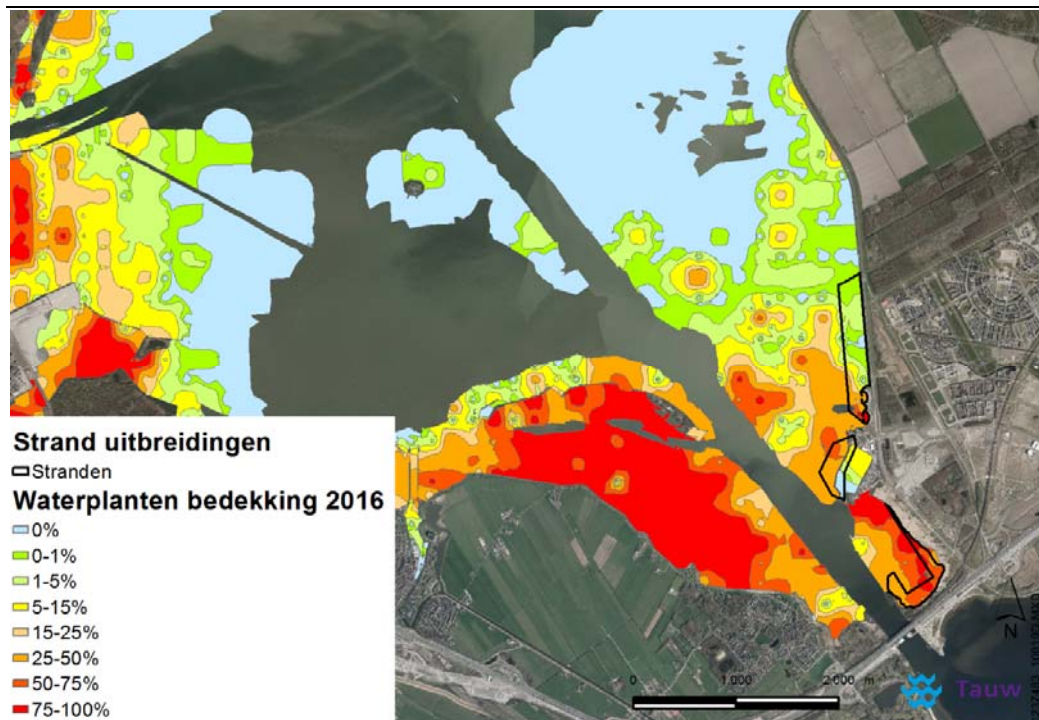 Strand uitbreidingen
Stranden
Waterplanten bedekking 2016
0%
0-1%
1-5%
5-15%
15-25%
25-50%
50-75%
75-100%
0 1.000 2.000 m
N
Tauw